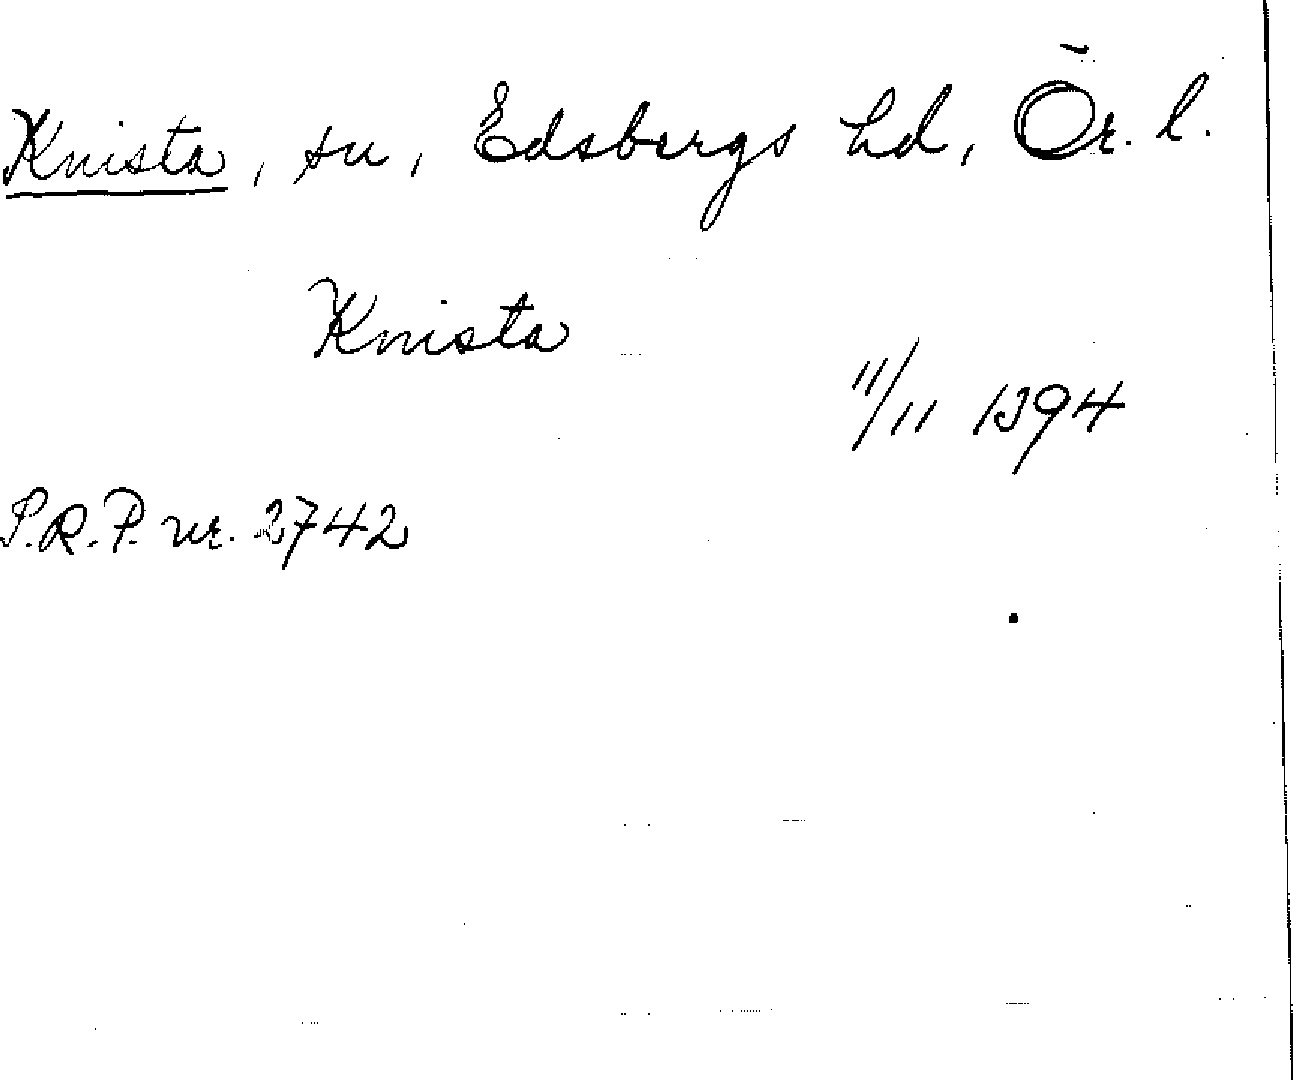 Knista, sn, Edsbergs hd, Ör. l.
Knista
11/11 1394
S.R.P. nr. 2742